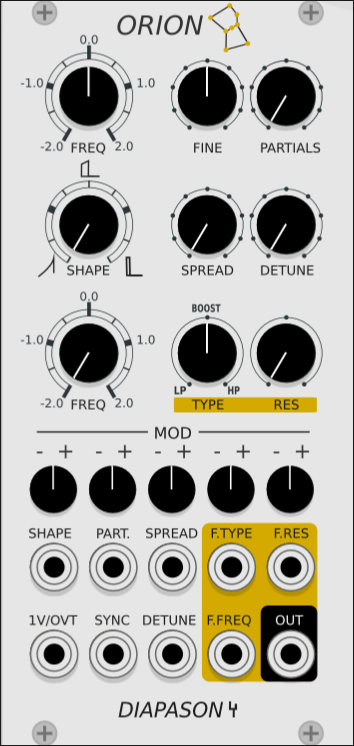 ORION
0.0
-1.0 1.0
-2.0 FREQ 2.0 FINE PARTIALS
SHAPE SPREAD DETUNE
0.0 BOOST
-1.0 1.0
LP HP
-2.0 FREQ 2.0 TYPE RES
MOD
- + - + - + - + - +
SHAPE PART. SPREAD F.TYPE F.RES
1V/OVT SYNC DETUNE F.FREQ OUT
DIAPASON